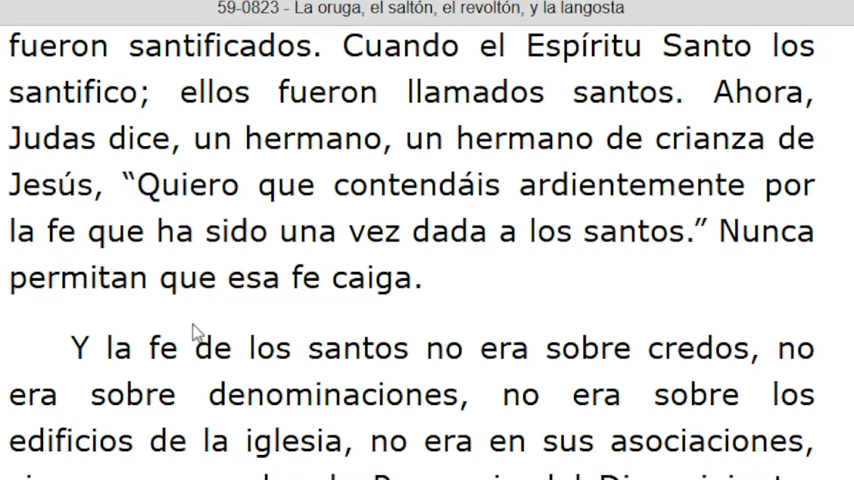 59-0823 - La oruga, el saltón, el revoltón, y la langosta
fueron santificados. Cuando el Espíritu Santo los
santifico; ellos fueron llamados santos. Ahora,
Judas dice, un hermano, un hermano de crianza de
Jesús, “Quiero que contendáis ardientemente por
la fe que ha sido una vez dada a los santos.” Nunca
permitan que esa fe caiga.
Y la fe de los santos no era sobre credos, no
era sobre denominaciones, no era sobre los
edificios de la iglesia, no era en sus asociaciones,